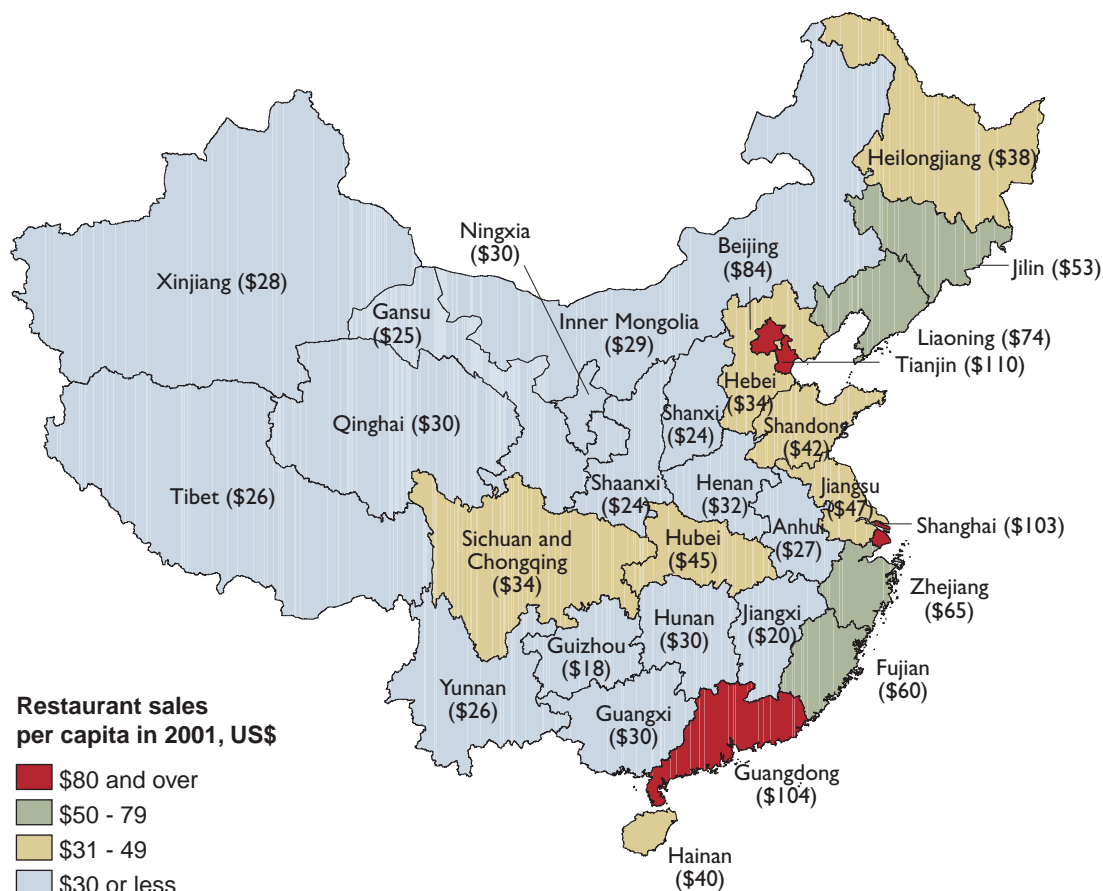 Heilongjiang ($38)
Ningxia
($30)
Beijing
($84)
Jilin ($53)
Xinjiang ($28)
Gansu
($25)
Inner Mongolia
($29)
Liaoning ($74)
Tianjin ($110)
Hebei
($34)
Qinghai ($30)
Shanxi
($24)
Shandong
($42)
Tibet ($26)
Shaanxi
($24)
Henan
($32)
Jiangsu
($47)
Shanghai ($103)
Anhui
($27)
Sichuan and
Chongqing
($34)
Hubei
($45)
Zhejiang
($65)
Hunan
($30)
Jiangxi
($20)
Guizhou
($18)
Fujian
($60)
Yunnan
($26)
Guangxi
($30)
Guangdong
($104)
Hainan
($40)
Restaurant sales
per capita in 2001, US$
$80 and over
$50 - 79
$31 - 49
$30 or less